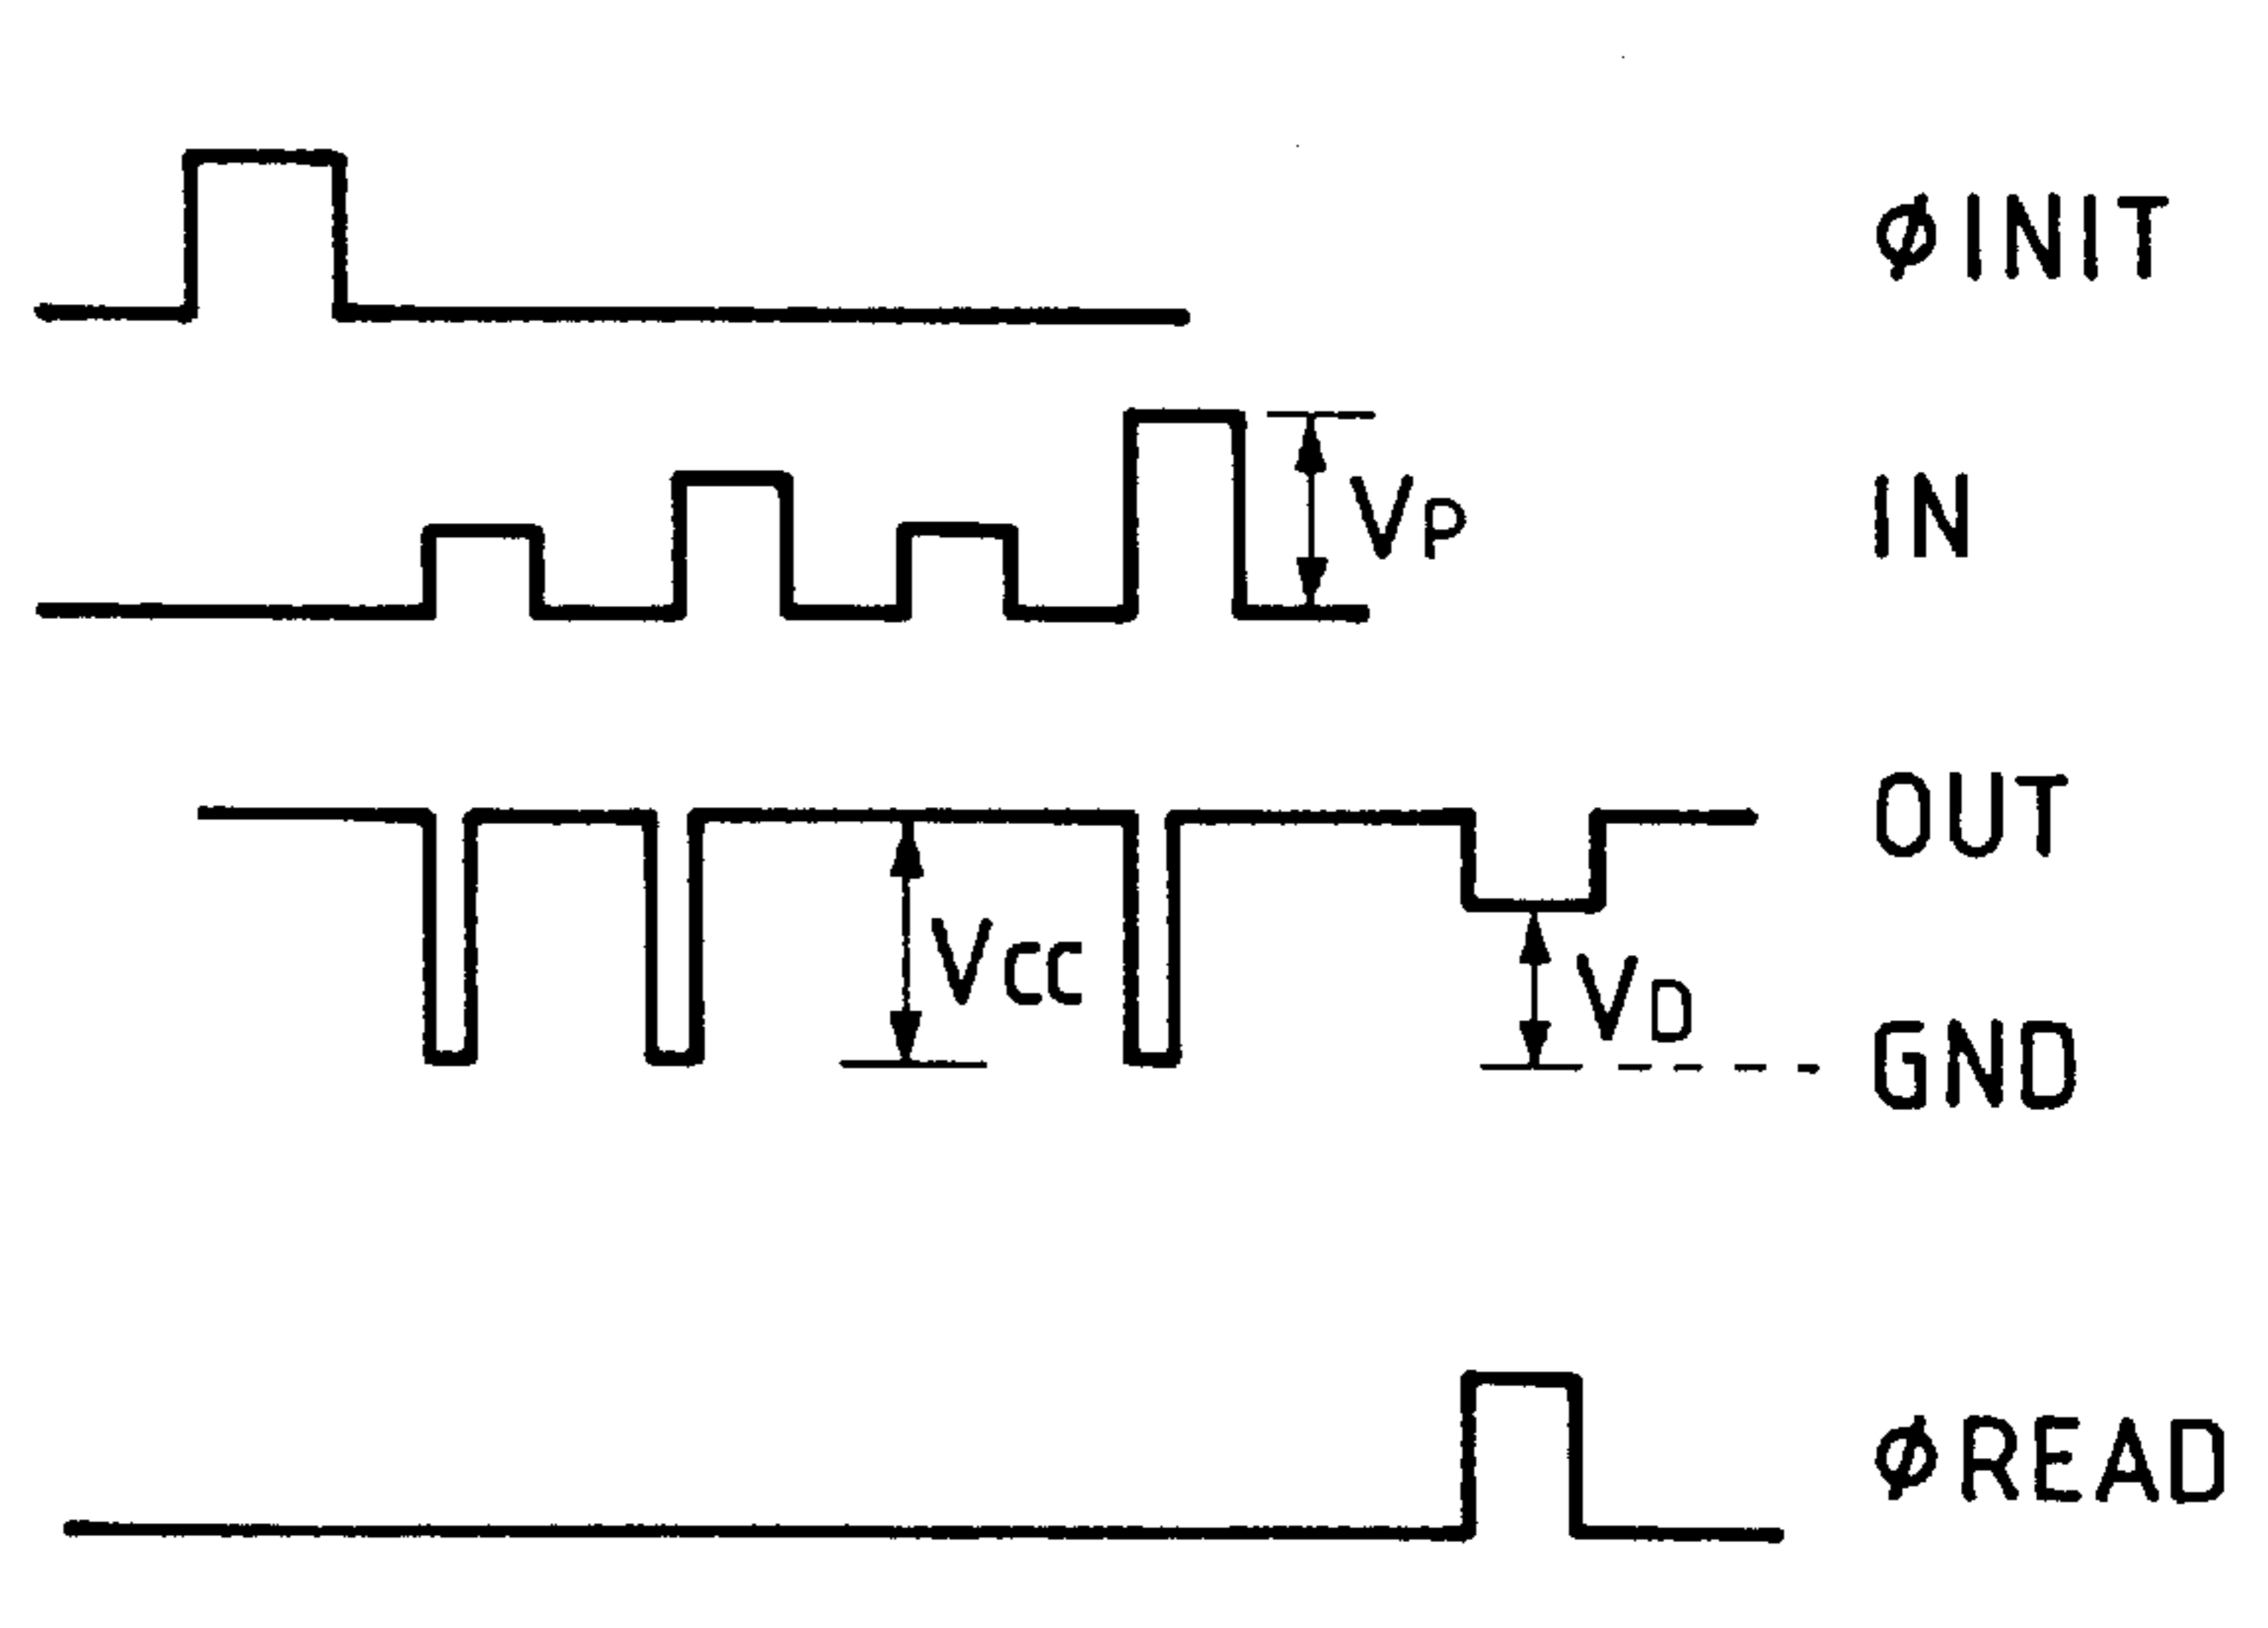 ϕINIT
VP
IN
OUT
VCC
VD
GND
ϕREAD